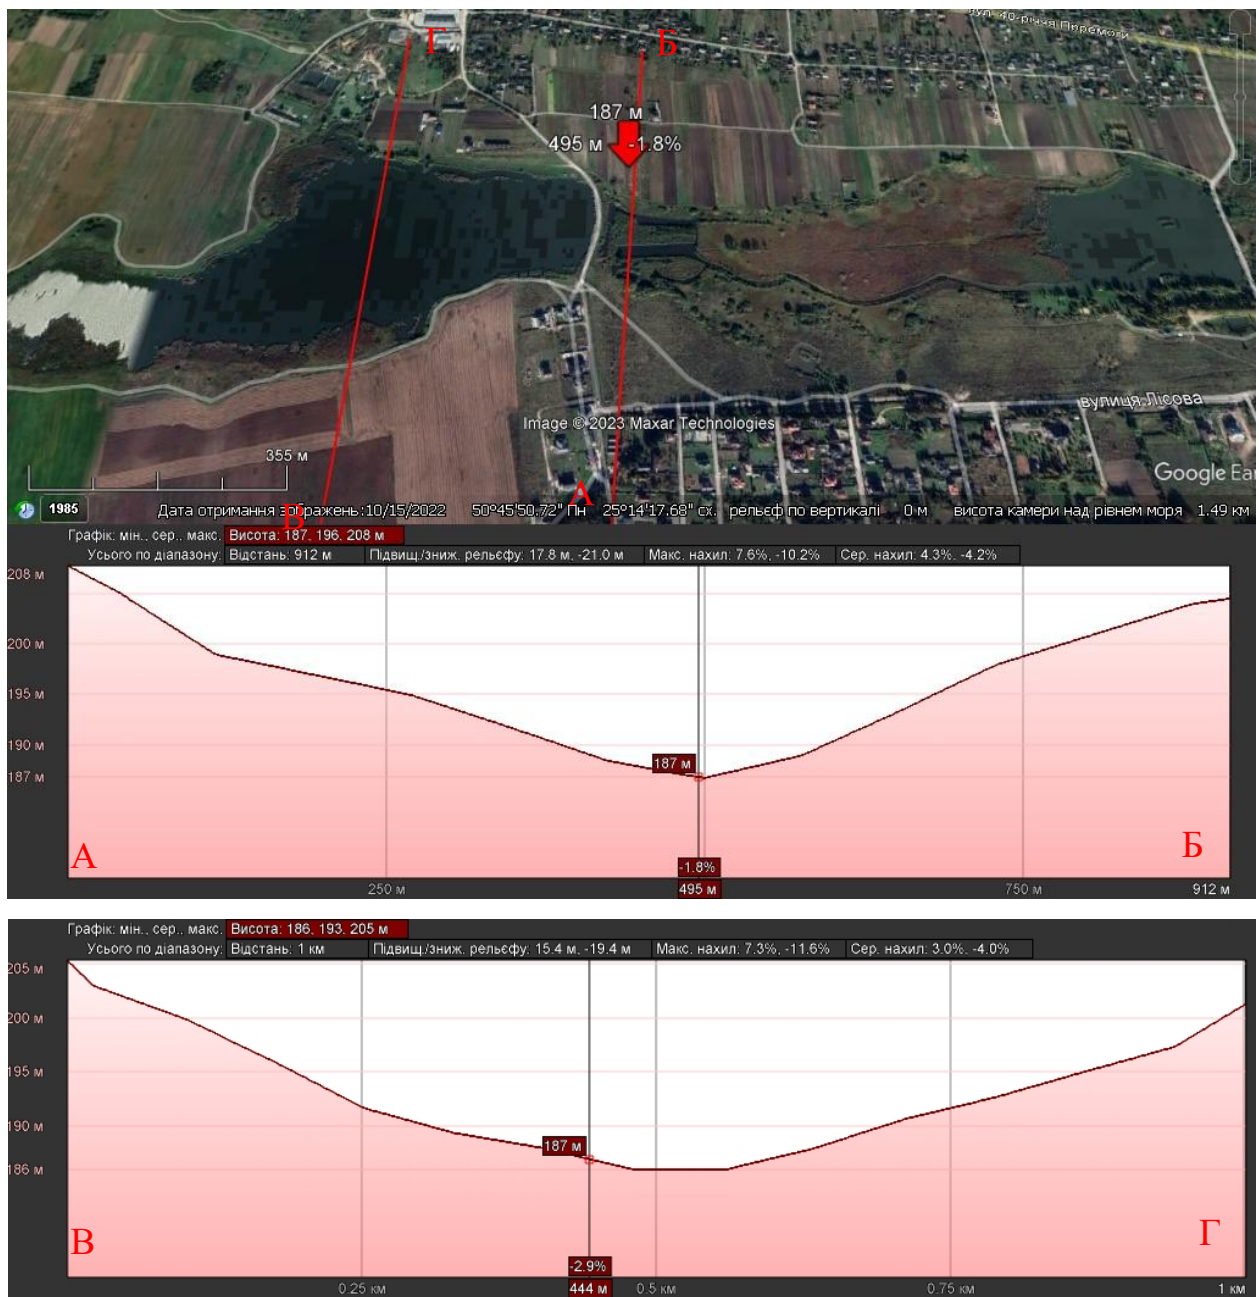 вул. 40-річчя Перемоги
Г
Б
187 м
495 м -1.8%
вулиця Лісова
Image © 2023 Maxar Technologies
355 м
Google Ear
А
1985 Дата отримання зображень:10/15/2022 50°45'50.72" Пн 25°14'17.68" сх. рельєф по вертикалі 0 м висота камери над рівнем моря 1.49 км
В
Графік: мін., сер., макс. Висота: 187, 196, 208 м
Усього по діапазону: Відстань: 912 м Підвищ./зниж. рельєфу: 17.8 м, -21.0 м Макс. нахил: 7.6%, -10.2% Сер. нахил: 4.3%, -4.2%
208 м
200 м
195 м
190 м
187 м
187 м
А
Б
-1.8%
250 м 495 м 750 м 912 м
Графік: мін., сер., макс. Висота: 186, 193, 205 м
Усього по діапазону: Відстань: 1 км Підвищ./зниж. рельєфу: 15.4 м, -19.4 м Макс. нахил: 7.3%, -11.6% Сер. нахил: 3.0%, -4.0%
205 м
200 м
195 м
190 м
187 м
186 м
В
Г
-2.9%
0.25 км 444 м 0.5 км 0.75 км 1 км